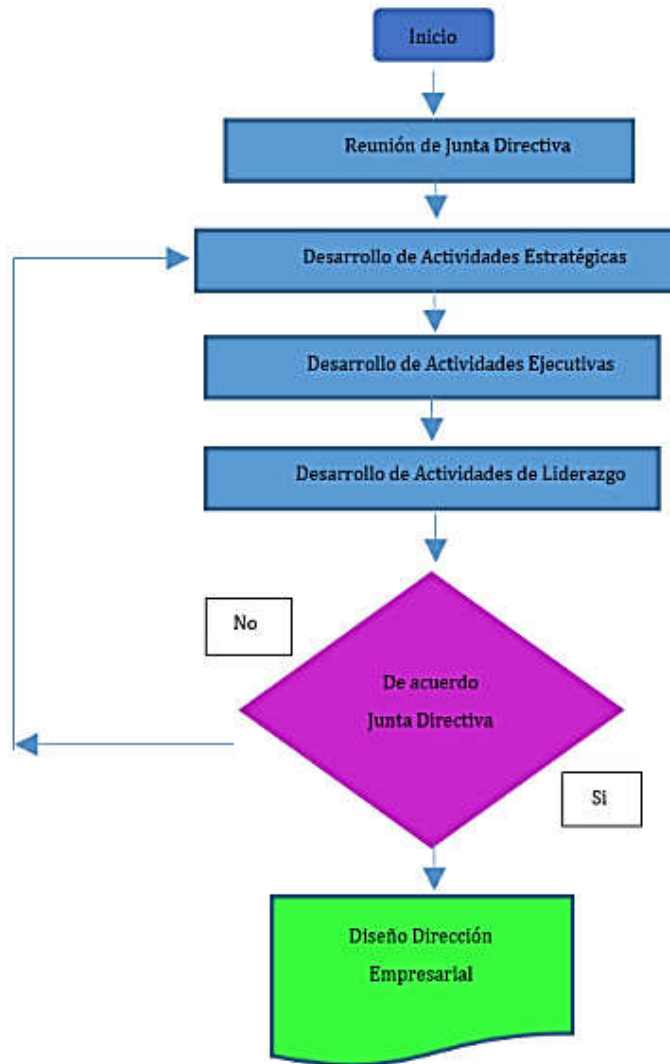 Inicio
Reunión de Junta Directiva
Desarrollo de Actividades Estratégicas
Desarrollo de Actividades Ejecutivas
Desarrollo de Actividades de Liderazgo
No
De acuerdo
Junta Directiva
Si
Diseño Dirección
Empresarial